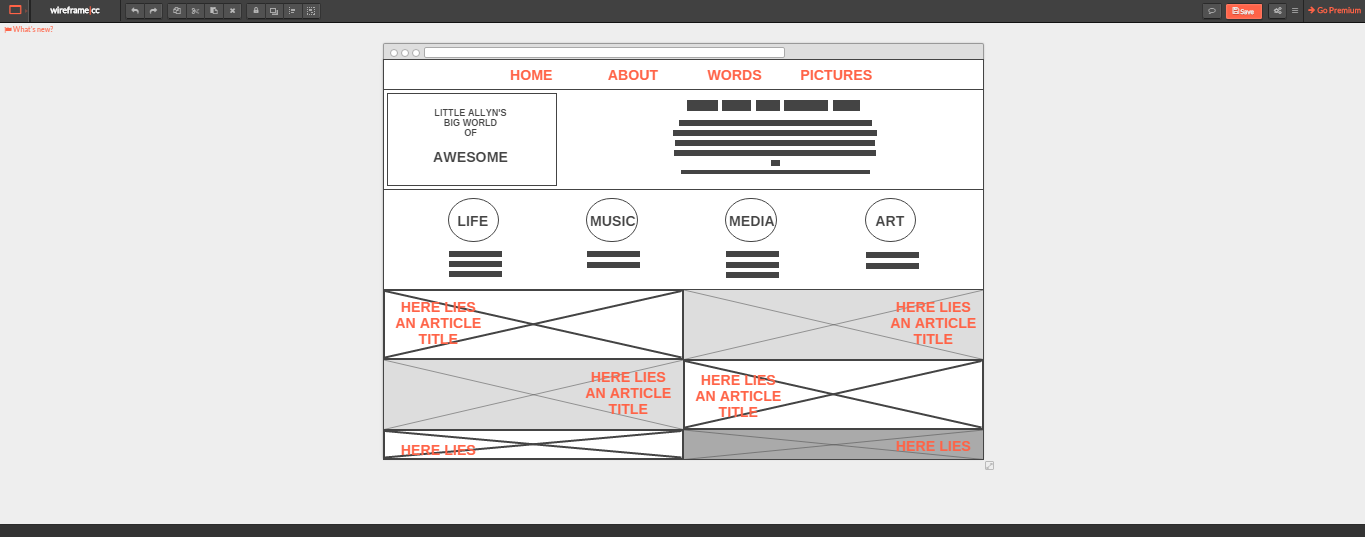 wireframe|cc
Save
Go Premium
What's new?
HOME ABOUT WORDS PICTURES
LITTLE ALLYN'S
BIG WORLD
OF
AWESOME
LIFE MUSIC MEDIA ART
HERE LIES
AN ARTICLE
TITLE
HERE LIES
AN ARTICLE
TITLE
HERE LIES
AN ARTICLE
TITLE
HERE LIES
AN ARTICLE
TITLE
HERE LIES
HERE LIES